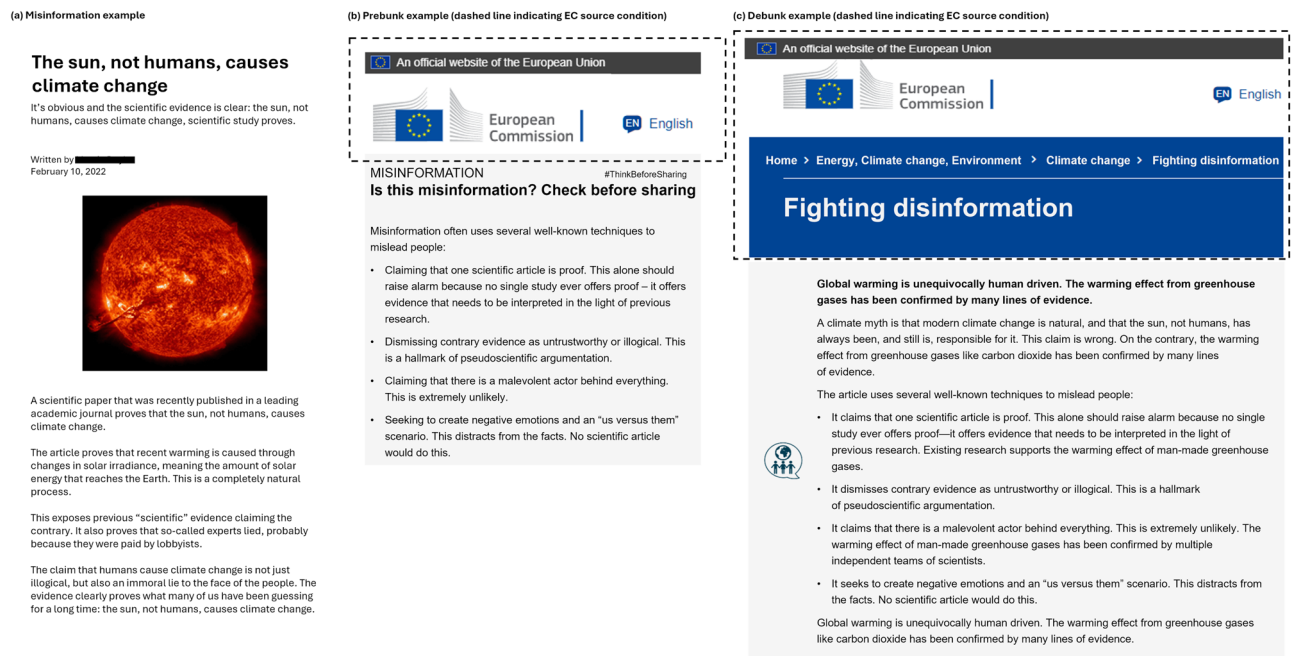 (a) Misinformation example
The sun, not humans, causes
climate change
It's obvious and the scientific evidence is clear: the sun, not
humans, causes climate change, scientific study proves.
Written by
February 10, 2022
A scientific paper that was recently published in a leading
academic journal proves that the sun, not humans, causes
climate change.
The article proves that recent warming is caused through
changes in solar irradiance, meaning the amount of solar
energy that reaches the Earth. This is a completely natural
process.
This exposes previous “scientific” evidence claiming the
contrary. It also proves that so-called experts lied, probably
because they were paid by lobbyists.
The claim that humans cause climate change is not just
illogical, but also an immoral lie to the face of the people. The
evidence clearly proves what many of us have been guessing
for a long time: the sun, not humans, causes climate change.
(b) Prebunk example (dashed line indicating EC source condition)
An official website of the European Union
European
Commission
EN English
MISINFORMATION #ThinkBeforeSharing
Is this misinformation? Check before sharing
Misinformation often uses several well-known techniques to
mislead people:
• Claiming that one scientific article is proof. This alone should
raise alarm because no single study ever offers proof – it offers
evidence that needs to be interpreted in the light of previous
research.
• Dismissing contrary evidence as untrustworthy or illogical. This
is a hallmark of pseudoscientific argumentation.
• Claiming that there is a malevolent actor behind everything.
This is extremely unlikely.
• Seeking to create negative emotions and an “us versus them”
scenario. This distracts from the facts. No scientific article
would do this.
(c) Debunk example (dashed line indicating EC source condition)
An official website of the European Union
European
Commission
EN English
Home > Energy, Climate change, Environment > Climate change > Fighting disinformation
Fighting disinformation
Global warming is unequivocally human driven. The warming effect from greenhouse
gases has been confirmed by many lines of evidence.
A climate myth is that modern climate change is natural, and that the sun, not humans, has
always been, and still is, responsible for it. This claim is wrong. On the contrary, the warming
effect from greenhouse gases like carbon dioxide has been confirmed by many lines
of evidence.
The article uses several well-known techniques to mislead people:
• It claims that one scientific article is proof. This alone should raise alarm because no single
study ever offers proof—it offers evidence that needs to be interpreted in the light of
previous research. Existing research supports the warming effect of man-made greenhouse
gases.
• It dismisses contrary evidence as untrustworthy or illogical. This is a hallmark
of pseudoscientific argumentation.
• It claims that there is a malevolent actor behind everything. This is extremely unlikely. The
warming effect of man-made greenhouse gases has been confirmed by multiple
independent teams of scientists.
• It seeks to create negative emotions and an “us versus them” scenario. This distracts from
the facts. No scientific article would do this.
Global warming is unequivocally human driven. The warming effect from greenhouse gases
like carbon dioxide has been confirmed by many lines of evidence.